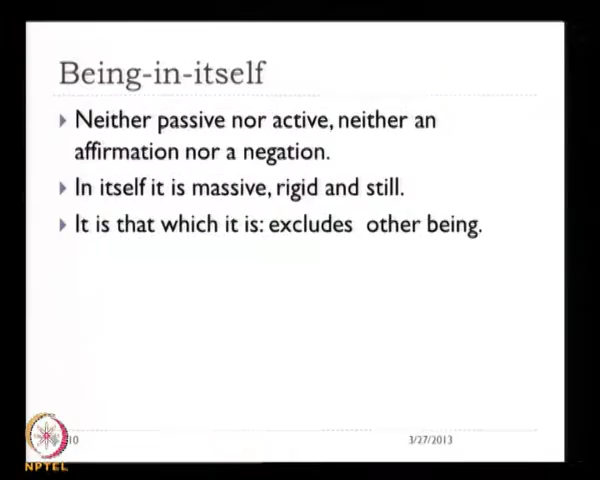 Being-in-itself
Neither passive nor active, neither an
affirmation nor a negation.
In itself it is massive, rigid and still.
It is that which it is: excludes other being.
10
3/27/2013
NPTEL